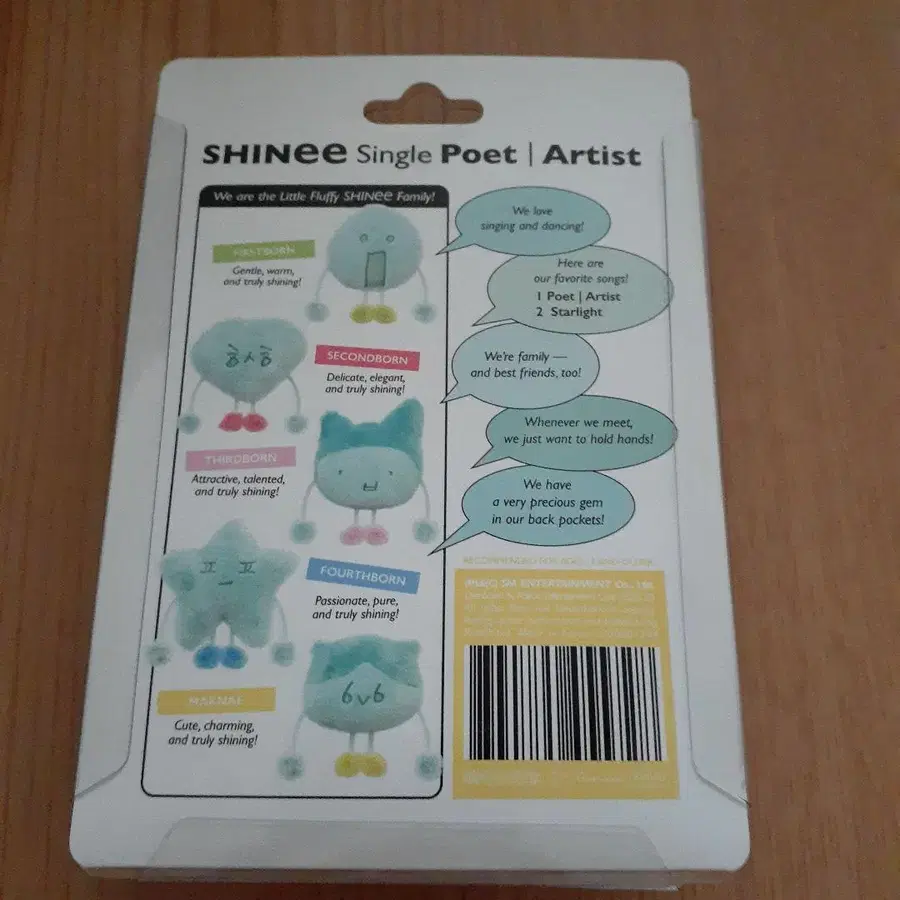 SHINee Single Poet | Artist
We are the Little Fluffy SHINee Family!
FIRSTBORN
Gentle, warm,
and truly shining!
SECONDBORN
Delicate, elegant,
and truly shining!
THIRDBORN
Attractive, talented,
and truly shining!
FOURTHBORN
Passionate, pure,
and truly shining!
MAKNAE
Cute, charming,
and truly shining!
We love
singing and dancing!
Here are
our favorite songs!
1 Poet | Artist
2 Starlight
We're family —
and best friends, too!
Whenever we meet,
we just want to hold hands!
We have
a very precious gem
in our back pockets!
SM ENTERTAINMENT Co., Ltd.